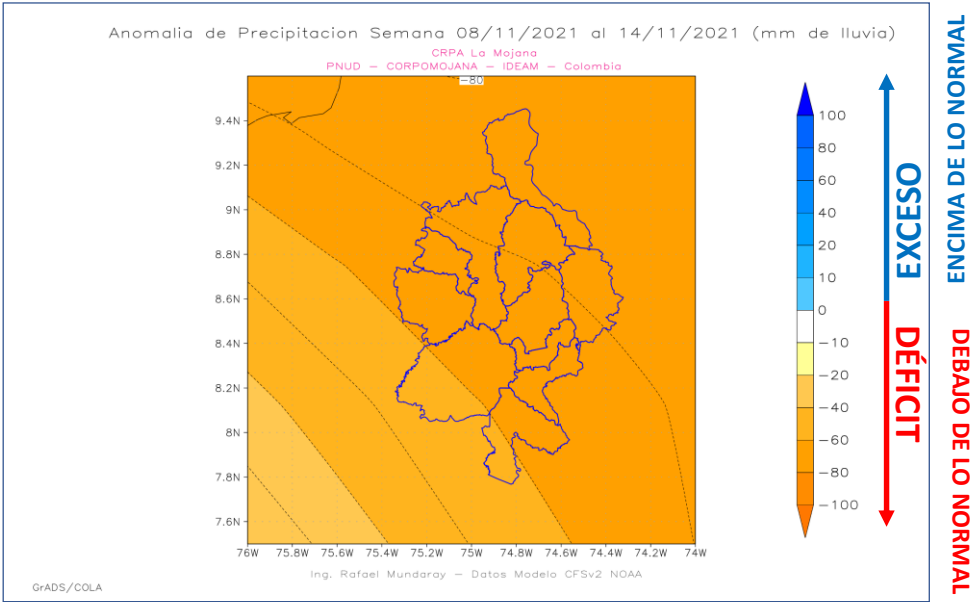 Anomalia de Precipitacion Semana 08/11/2021 al 14/11/2021 (mm de lluvia)
CRPA La Mojana
PNUD – CORPOMOJANA – IDEAM – Colombia
−80
9.4N
9.2N
9N
8.8N
8.6N
8.4N
8.2N
8N
7.8N
7.6N
76W 75.8W 75.6W 75.4W 75.2W 75W 74.8W 74.6W 74.4W 74.2W 74W
100
80
60
40
20
10
0
−10
−20
−40
−60
−80
−100
EXCESO
DÉFICIT
ENCIMA DE LO NORMAL
DEBAJO DE LO NORMAL
Ing. Rafael Mundaray – Datos Modelo CFSv2 NOAA
GrADS/COLA